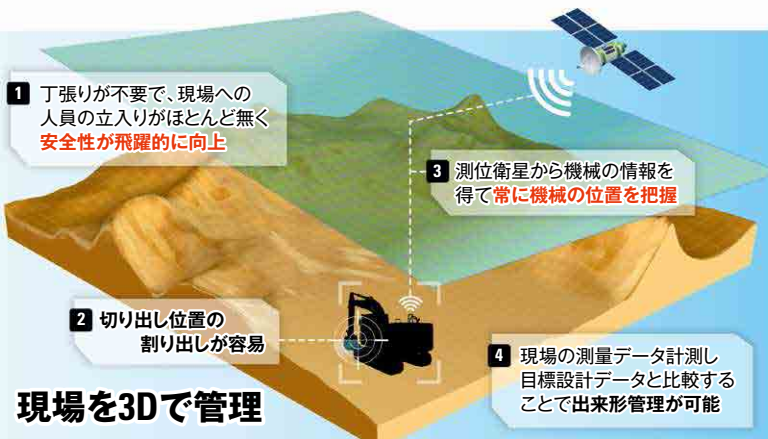 1 丁張りが不要で、現場への
人員の立入りがほとんど無く
安全性が飛躍的に向上
3 測位衛星から機械の情報を
得て常に機械の位置を把握
2 切り出し位置の
割り出しが容易
4 現場の測量データ計測し
目標設計データと比較する
ことで出来形管理が可能
現場を3Dで管理